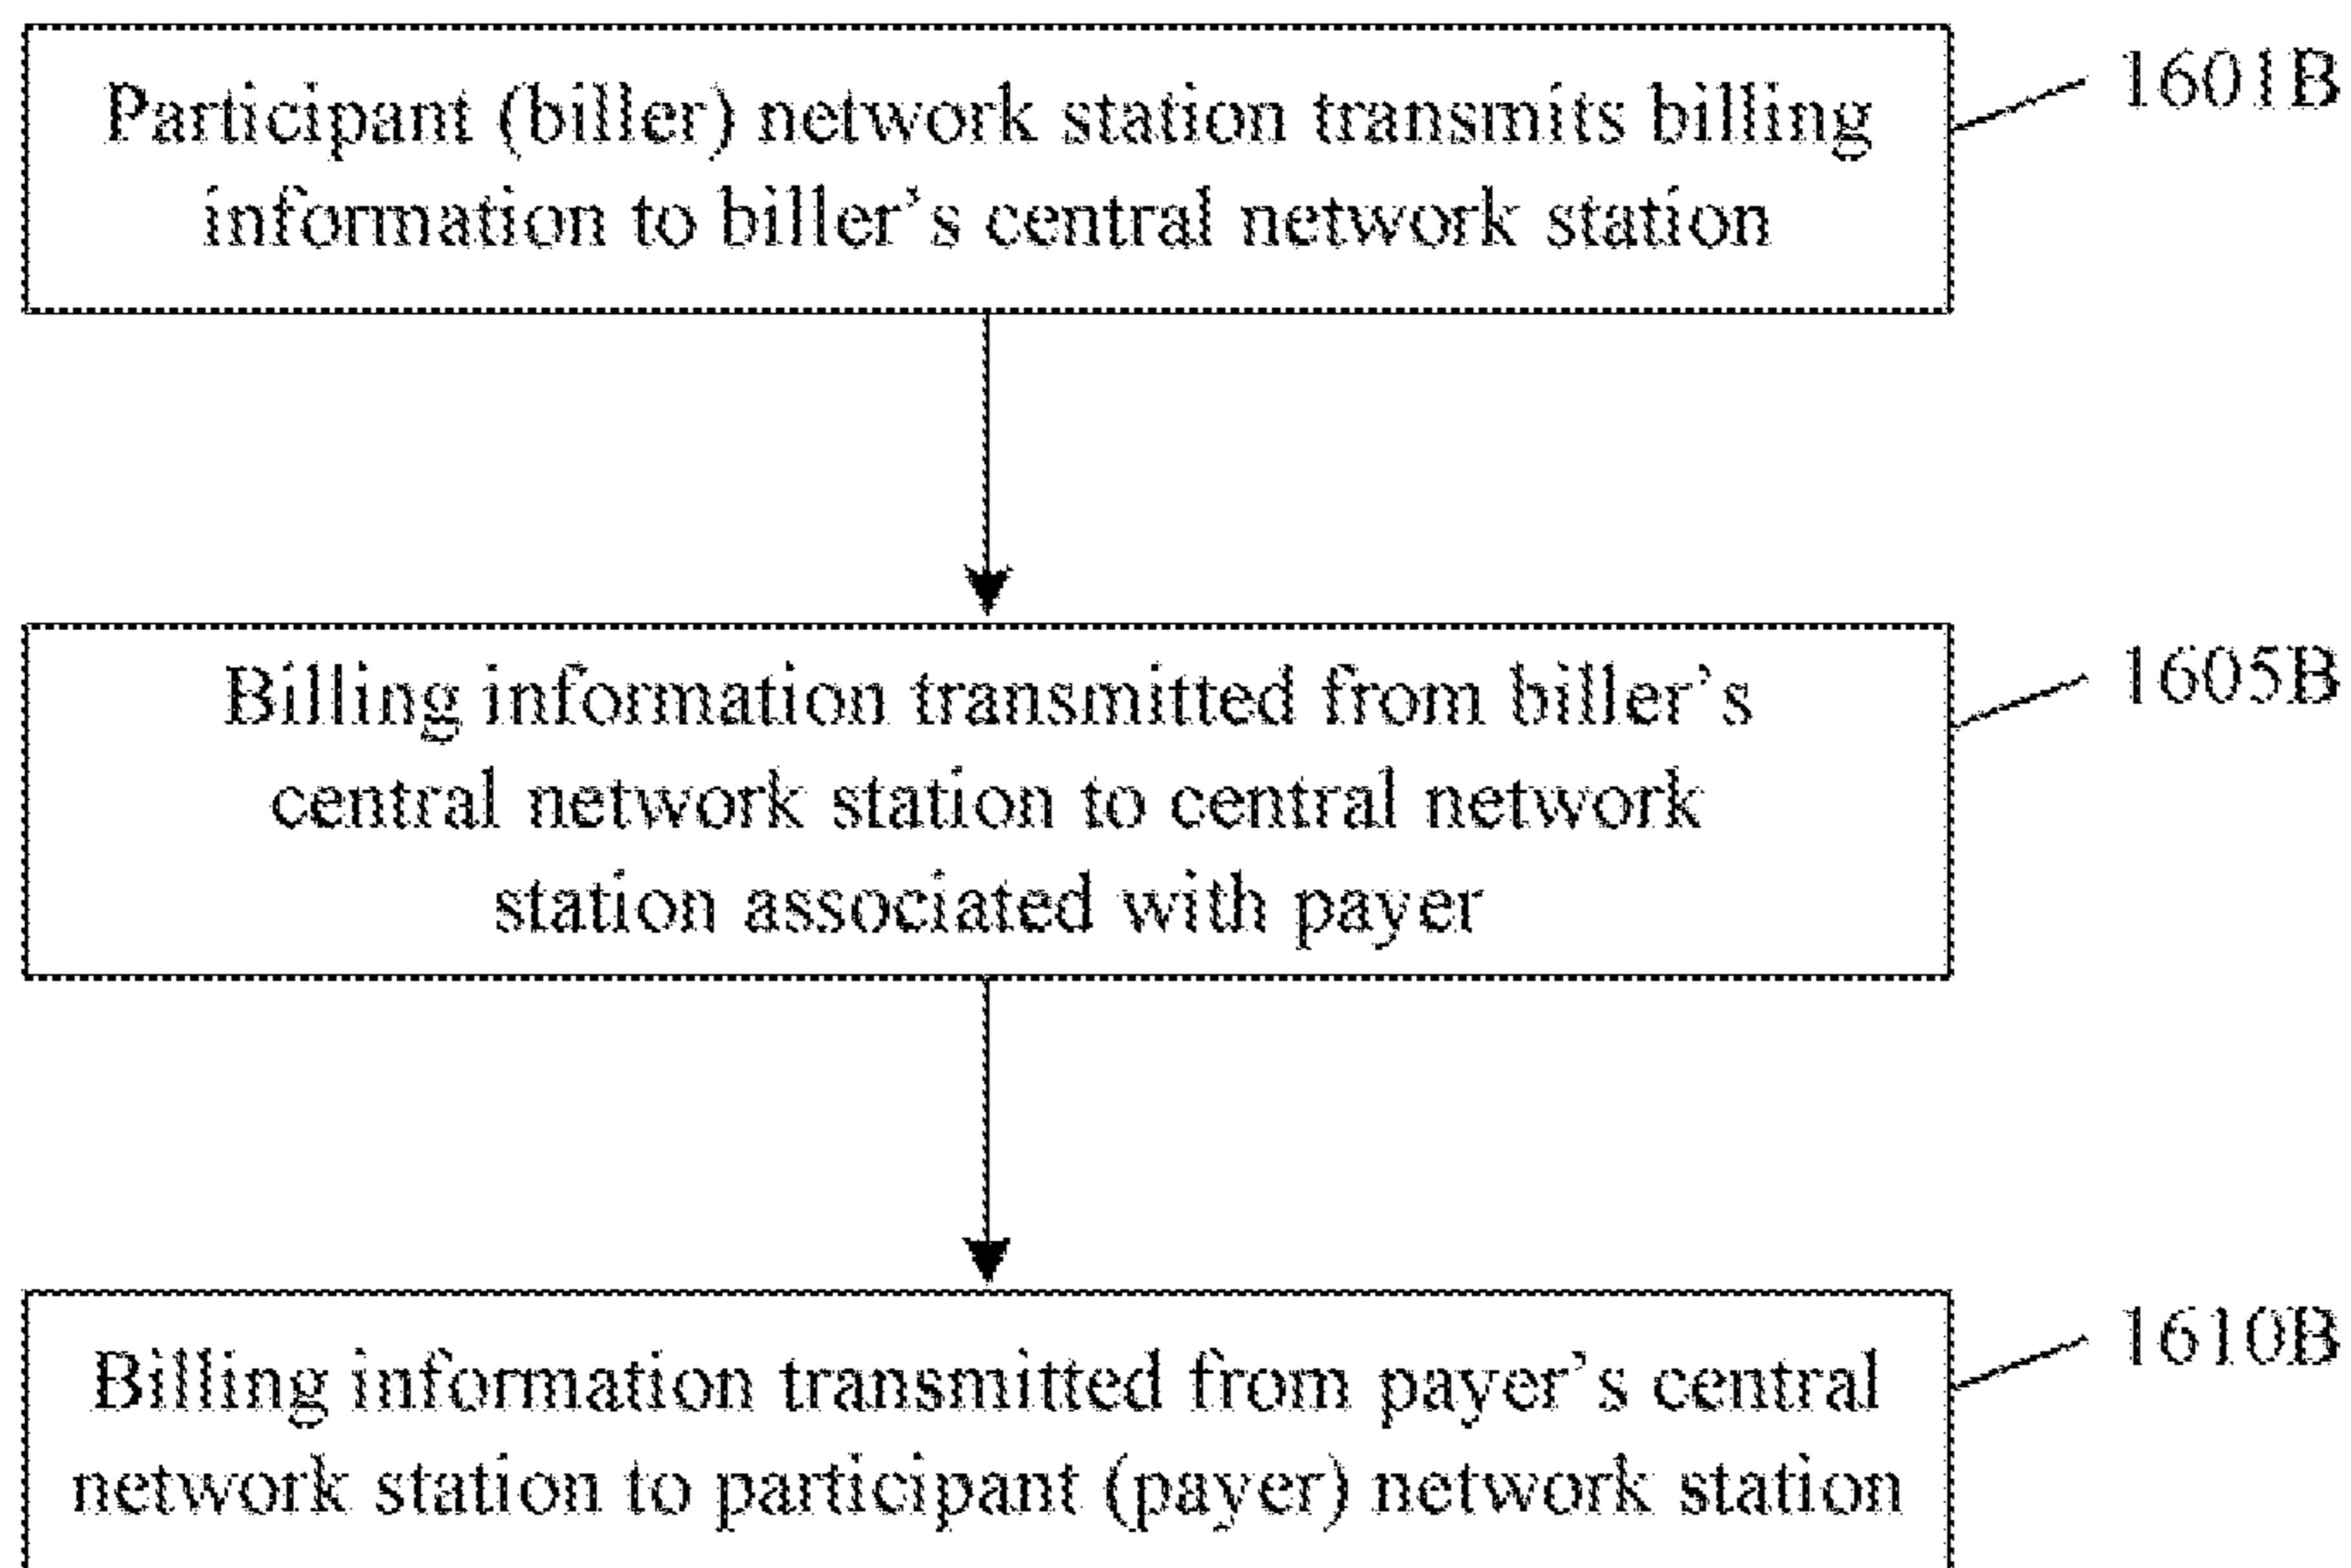 Participant (biller) network station transmits billing
information to biller's central network station
1601B
Billing information transmitted from biller's
central network station to central network
station associated with payer
1605B
Billing information transmitted from payer's central
network station to participant (payer) network station
1610B